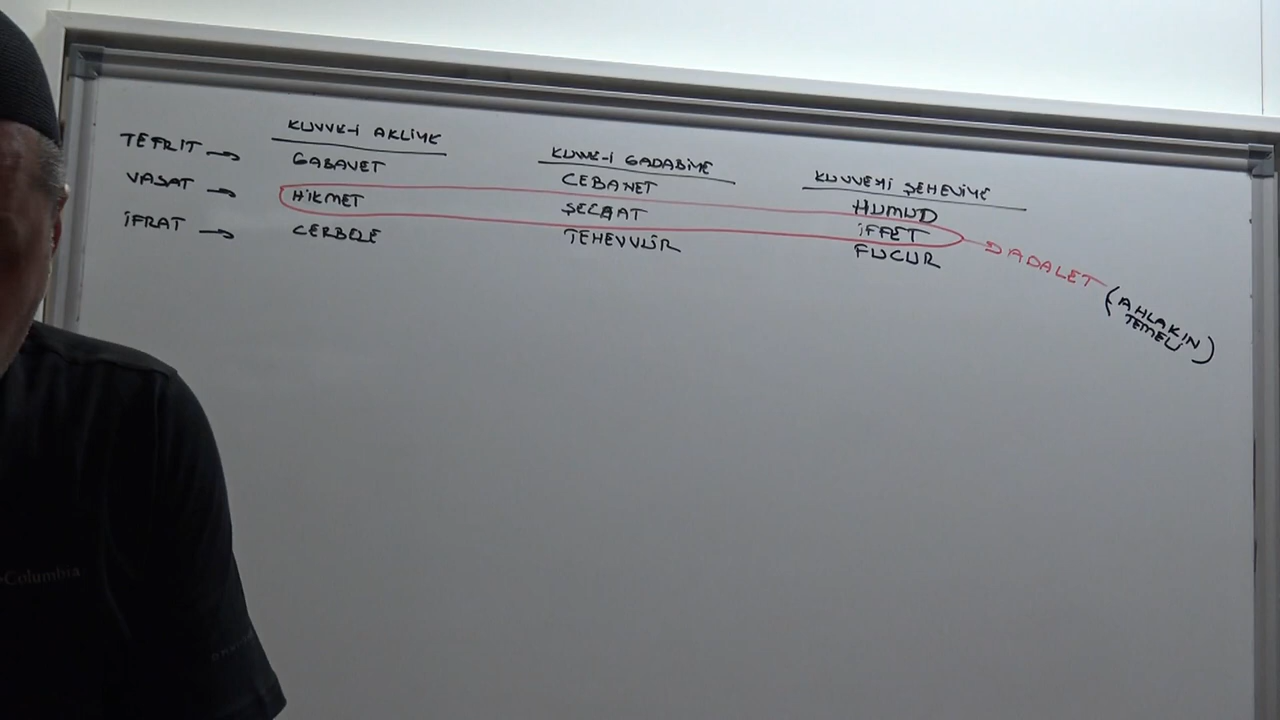 KUVVE-İ AKLİYE KUVVE-İ GADABİYE KUVVE-İ ŞEHEVİYE
TEFRİT → GABAVET CEBANET HUMUD
VASAT → HİKMET ŞECAAT İFFET
İFRAT → CERBEZE TEHEVVÜR FUCUR
ADALET
(AHLAKIN
TEMELİ)
Columbia